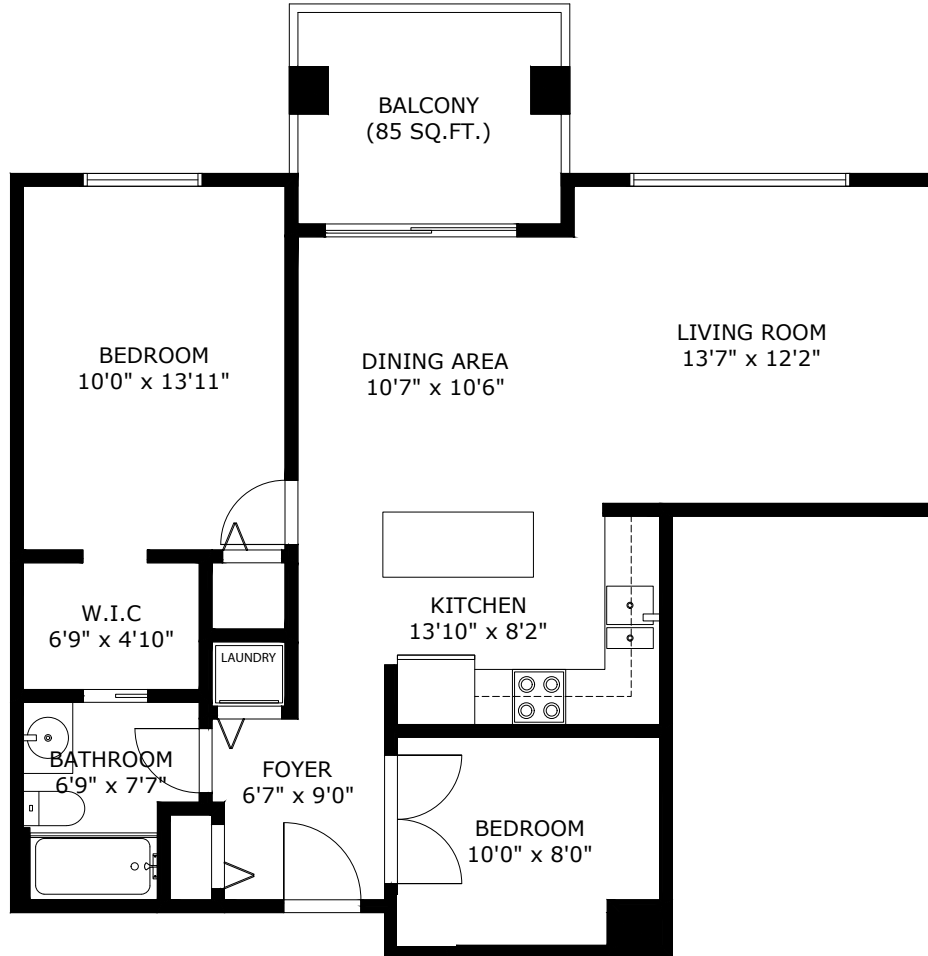 BALCONY
(85 SQ.FT.)
LIVING ROOM
13'7" x 12'2"
BEDROOM
10'0" x 13'11"
DINING AREA
10'7" x 10'6"
W.I.C
6'9" x 4'10"
KITCHEN
13'10" x 8'2"
LAUNDRY
BATHROOM
6'9" x 7'7"
FOYER
6'7" x 9'0"
BEDROOM
10'0" x 8'0"